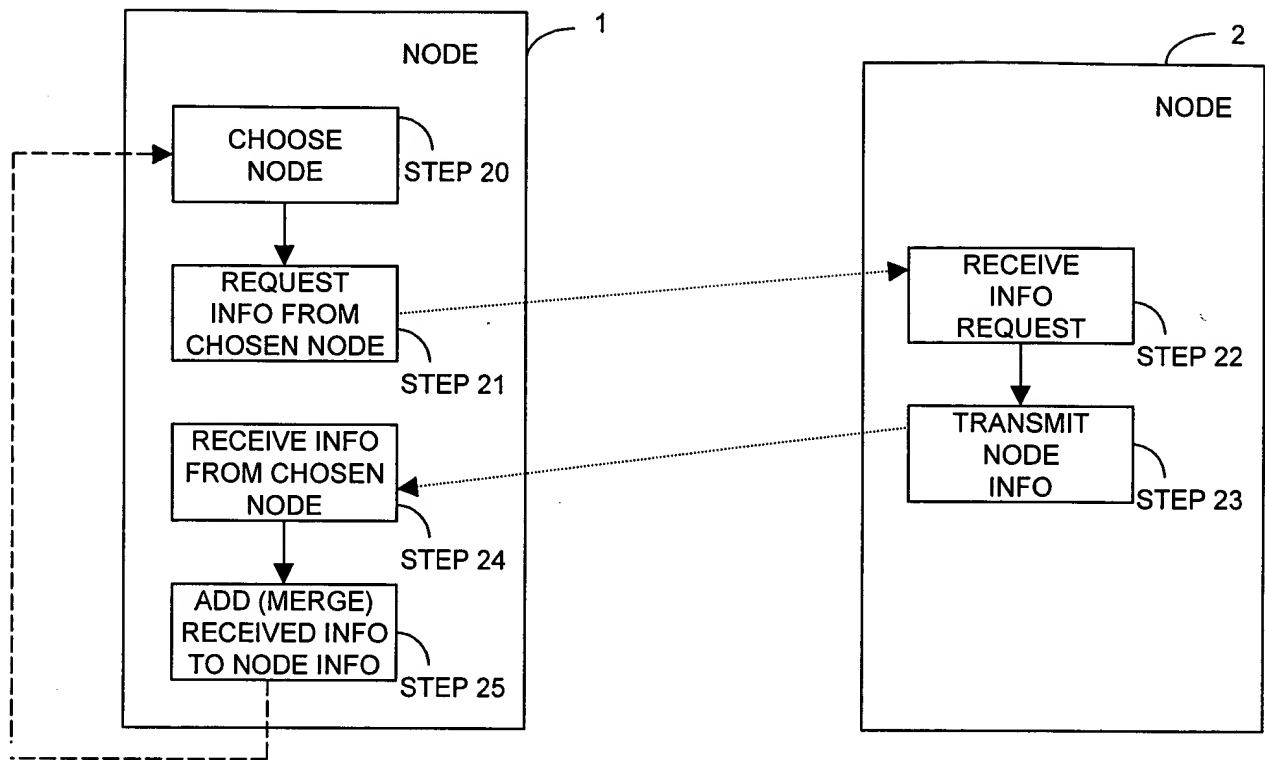 1
NODE
CHOOSE
NODE
STEP 20
REQUEST
INFO FROM
CHOSEN NODE
STEP 21
RECEIVE INFO
FROM CHOSEN
NODE
STEP 24
ADD (MERGE)
RECEIVED INFO
TO NODE INFO
STEP 25
2
NODE
RECEIVE
INFO
REQUEST
STEP 22
TRANSMIT
NODE
INFO
STEP 23